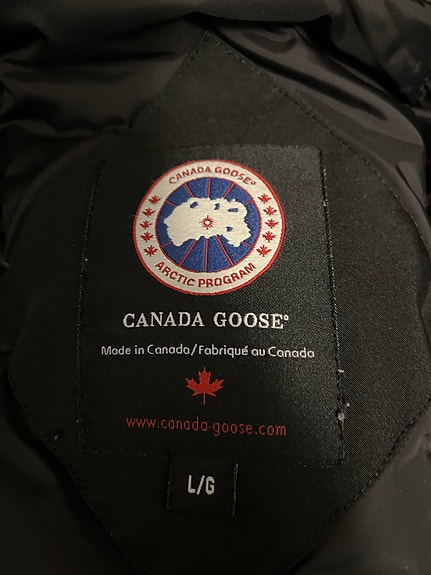 CANADA GOOSE®
ARCTIC PROGRAM
CANADA GOOSE®
Made in Canada/Fabriqué au Canada
www.canada-goose.com
L/G